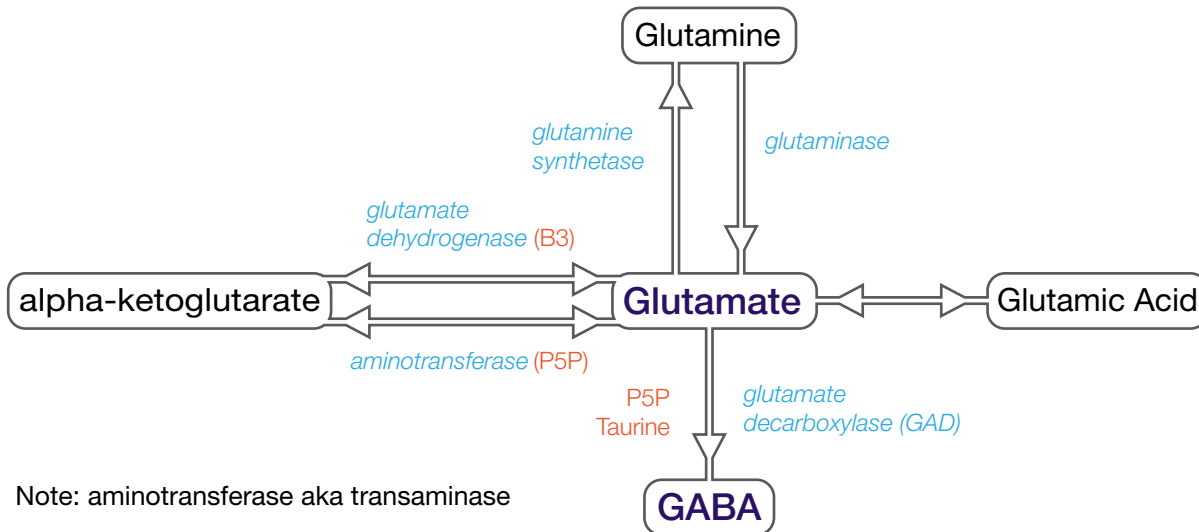 Glutamine
glutamine
synthetase
glutaminase
glutamate
dehydrogenase (B3)
alpha-ketoglutarate
Glutamate
Glutamic Acid
aminotransferase (P5P)
P5P
Taurine
glutamate
decarboxylase (GAD)
Note: aminotransferase aka transaminase
GABA